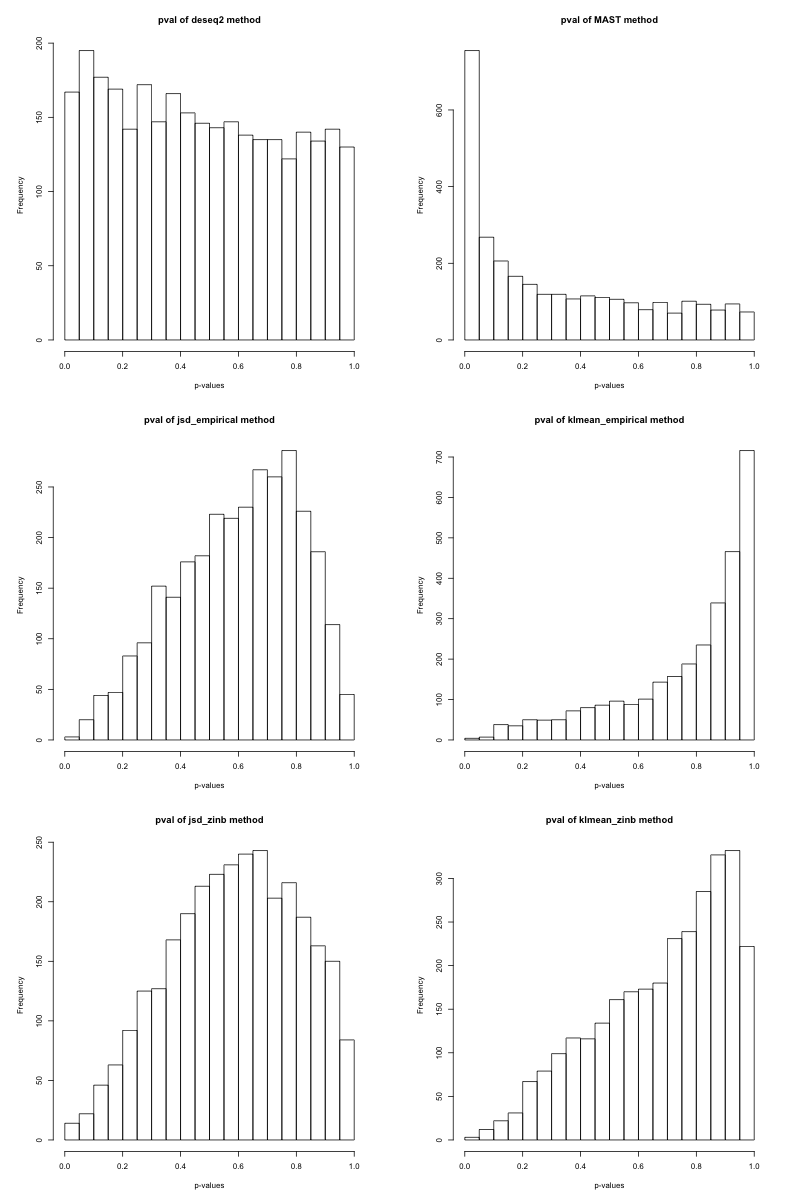 pval of deseq2 method
Frequency
0
50
100
150
200
0.0 0.2 0.4 0.6 0.8 1.0
p-values
pval of MAST method
Frequency
0
200
400
600
0.0 0.2 0.4 0.6 0.8 1.0
p-values
pval of jsd_empirical method
Frequency
0
50
100
150
200
250
0.0 0.2 0.4 0.6 0.8 1.0
p-values
pval of klmean_empirical method
Frequency
0
100
200
300
400
500
600
700
0.0 0.2 0.4 0.6 0.8 1.0
p-values
pval of jsd_zinb method
Frequency
0
50
100
150
200
250
0.0 0.2 0.4 0.6 0.8 1.0
p-values
pval of klmean_zinb method
Frequency
0
50
100
150
200
250
300
0.0 0.2 0.4 0.6 0.8 1.0
p-values